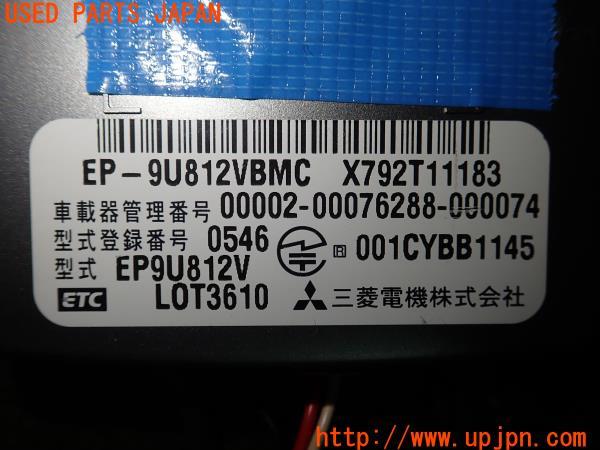 USED PARTS JAPAN
EP-9U812VBMC X792T11183
車載器管理番号 00002-00076288-000074
型式登録番号 0546 R 001CYBB1145
型式 EP9U812V
ETC LOT3610 三菱電機株式会社
http://www.upjpn.com/